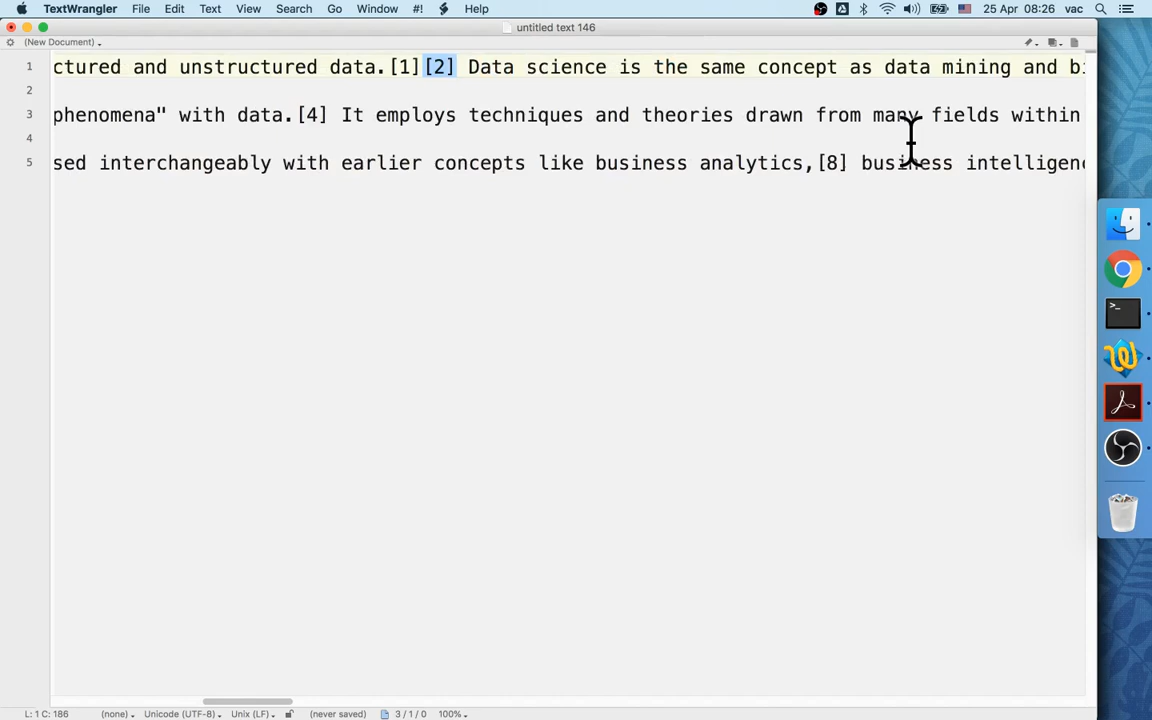 TextWrangler File Edit Text View Search Go Window #! Help 25 Apr 08:26 vac
untitled text 146
(New Document)
1 ctured and unstructured data.[1][2] Data science is the same concept as data mining and bi
2
3 phenomena" with data.[4] It employs techniques and theories drawn from many fields within
4
5 sed interchangeably with earlier concepts like business analytics,[8] business intelligenc
L: 1 C: 186 (none) Unicode (UTF-8) Unix (LF) (never saved) 3 / 1 / 0 100%